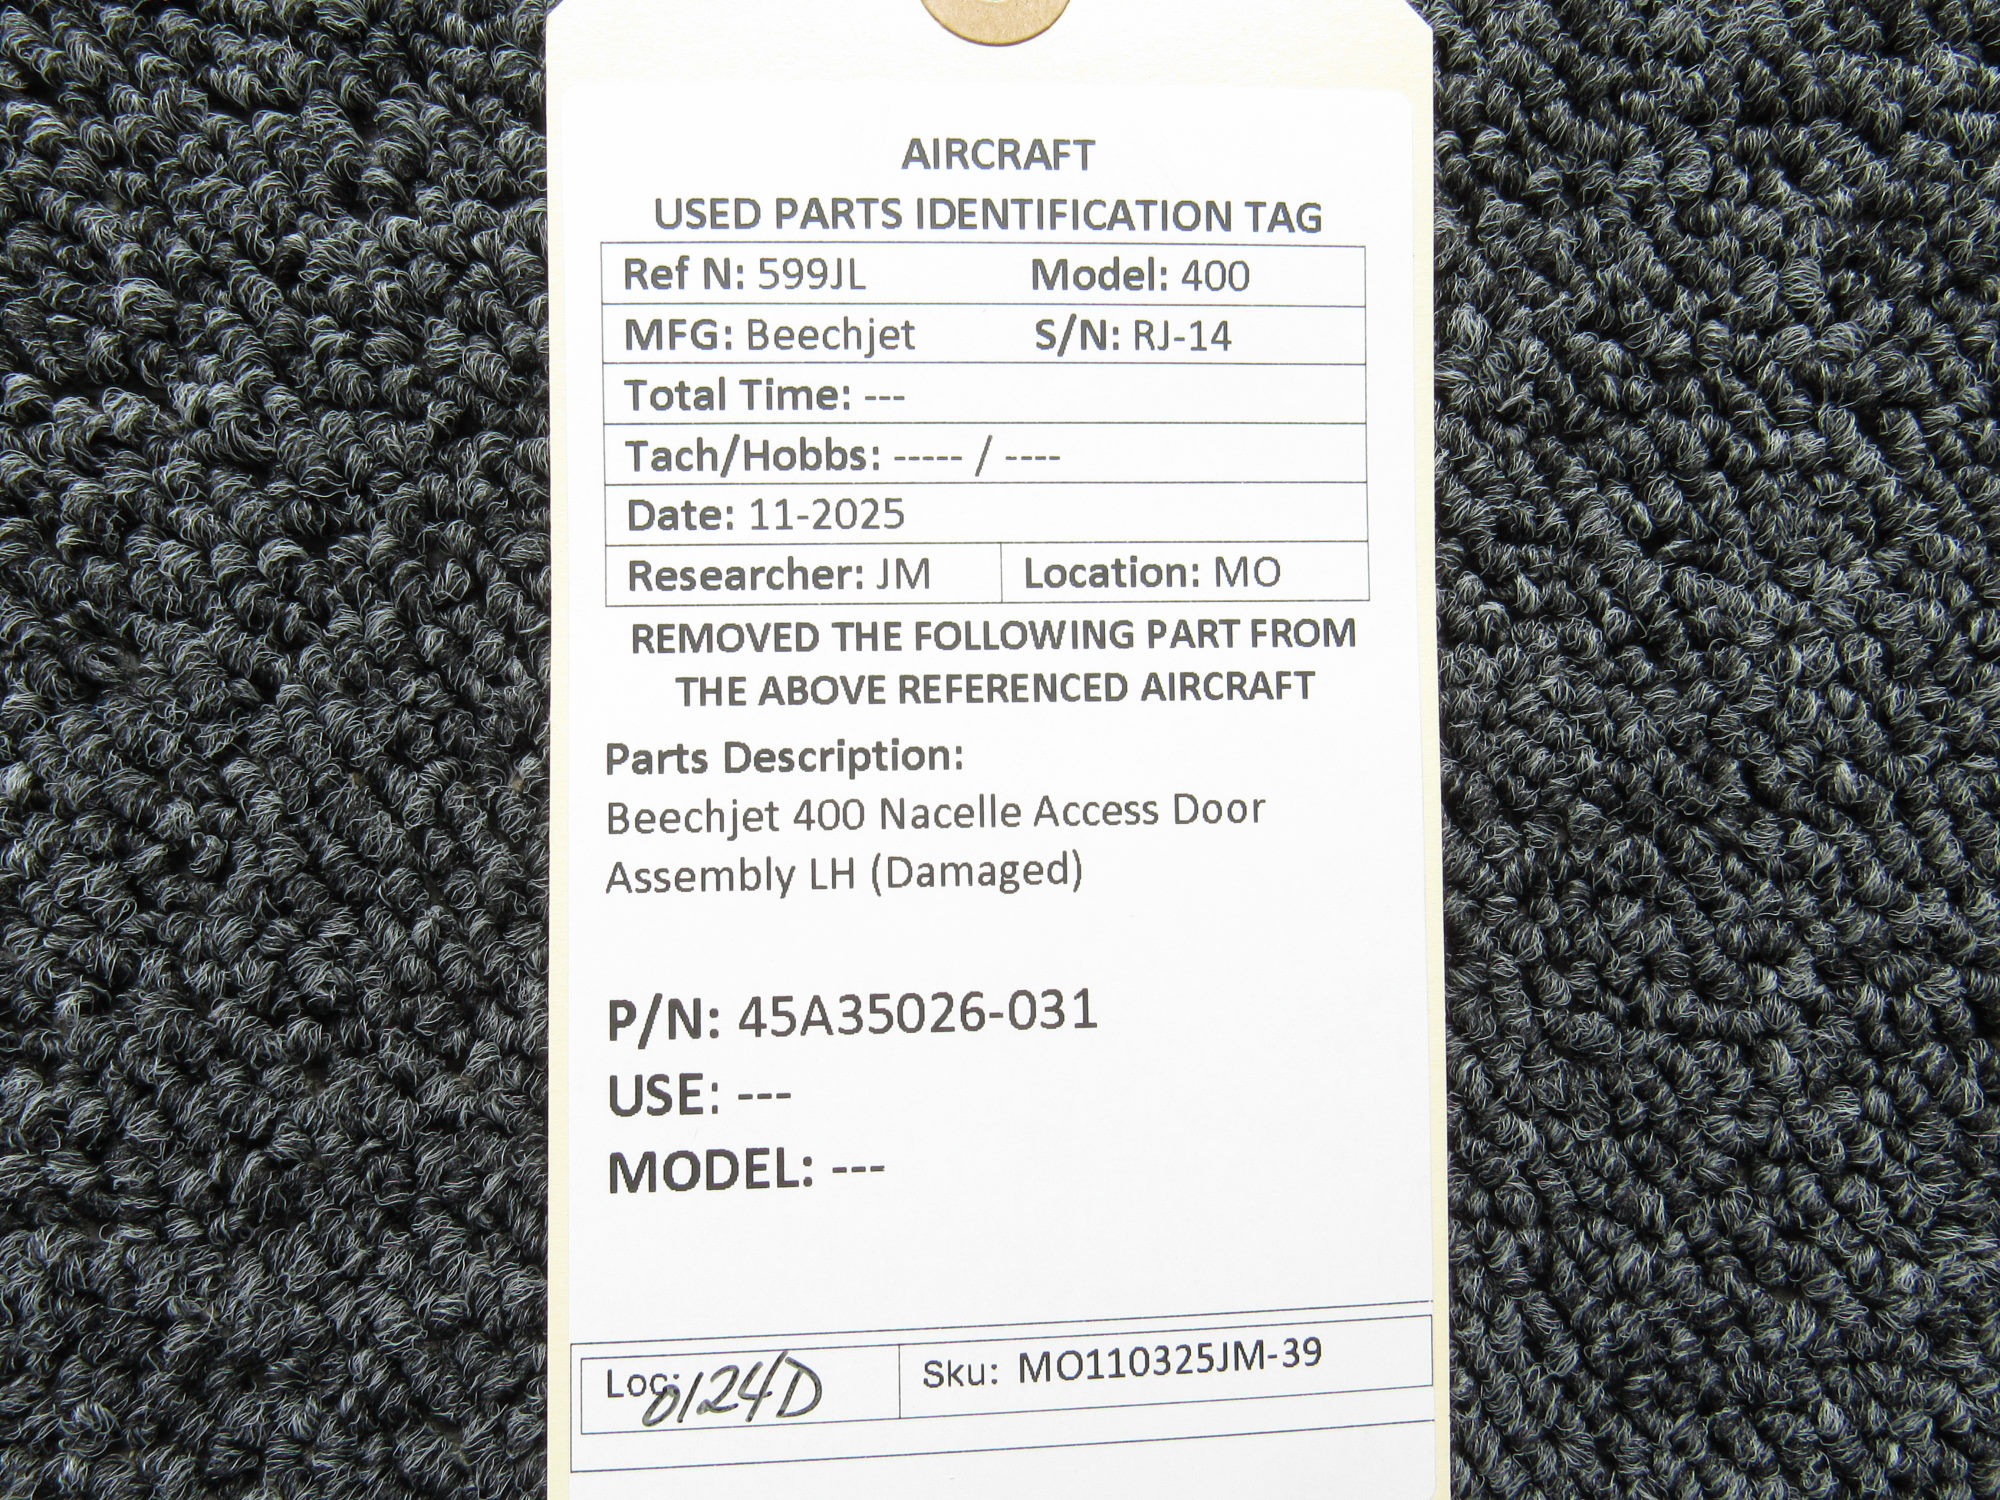 AIRCRAFT
USED PARTS IDENTIFICATION TAG
Ref N: 599JL Model: 400
MFG: Beechjet S/N: RJ-14
Total Time: ---
Tach/Hobbs: ----- / ----
Date: 11-2025
Researcher: JM Location: MO
REMOVED THE FOLLOWING PART FROM
THE ABOVE REFERENCED AIRCRAFT
Parts Description:
Beechjet 400 Nacelle Access Door
Assembly LH (Damaged)
P/N: 45A35026-031
USE: ---
MODEL: ---
Loc: 0124D Sku: MO110325JM-39